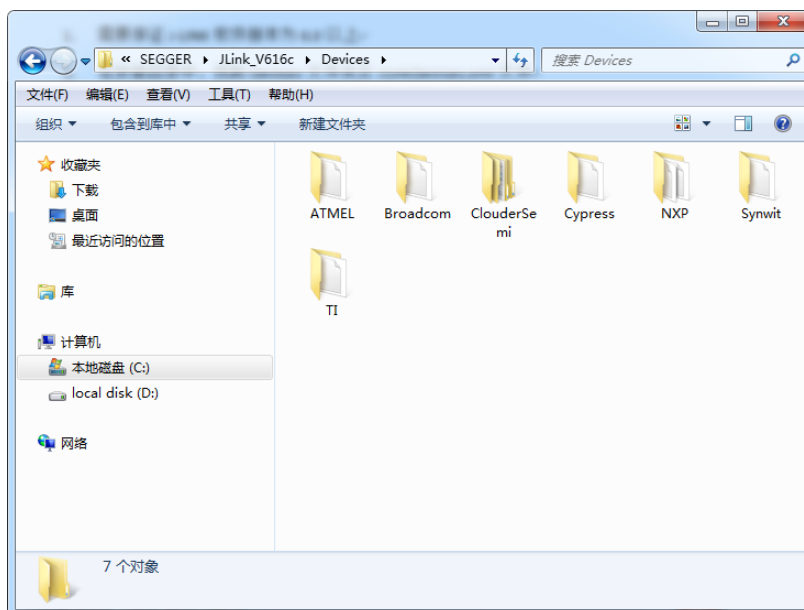 « SEGGER ▸ JLink_V616c ▸ Devices ▸
搜索 Devices
文件(F) 编辑(E) 查看(V) 工具(T) 帮助(H)
组织 包含到库中 共享 新建文件夹
收藏夹
下载
桌面
最近访问的位置
库
计算机
本地磁盘 (C:)
local disk (D:)
网络
ATMEL Broadcom ClouderSe Cypress NXP Synwit
mi
TI
7 个对象